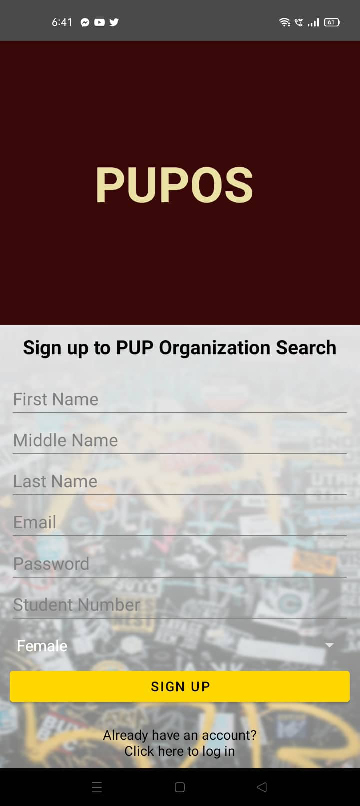 6:41
67
PUPOS
Sign up to PUP Organization Search
First Name
Middle Name
Last Name
Email
Password
Student Number
Female
SIGN UP
Already have an account?
Click here to log in